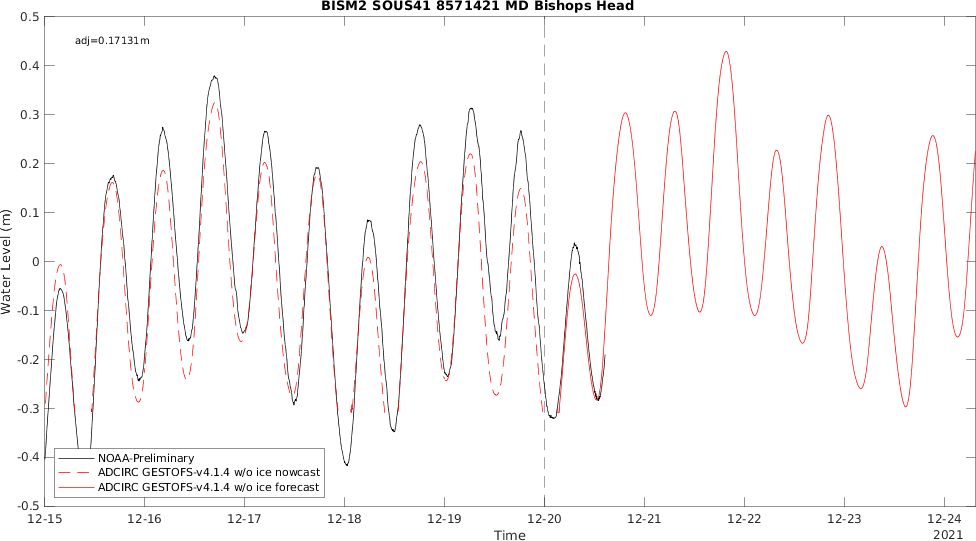 BISM2 SOUS41 8571421 MD Bishops Head
adj=0.17131m
0.5
0.4
0.3
0.2
0.1
0
-0.1
-0.2
-0.3
-0.4
-0.5
Water Level (m)
NOAA-Preliminary
ADCIRC GESTOFS-v4.1.4 w/o ice nowcast
ADCIRC GESTOFS-v4.1.4 w/o ice forecast
12-15 12-16 12-17 12-18 12-19 12-20 12-21 12-22 12-23 12-24
Time
2021